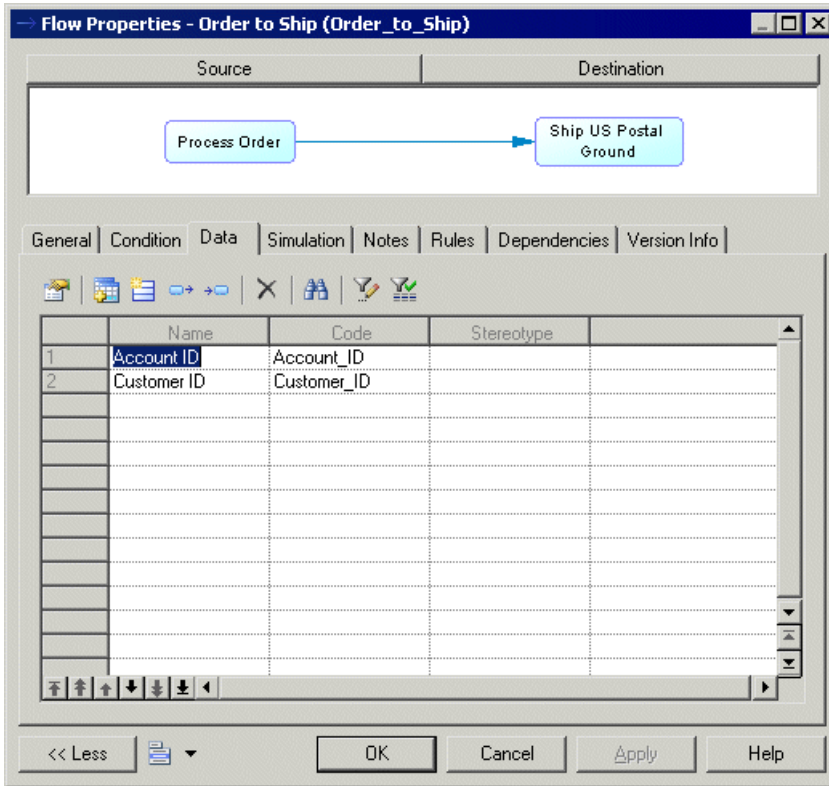 Flow Properties - Order to Ship (Order_to_Ship)
Source Destination
Process Order
Ship US Postal
Ground
General Condition Data Simulation Notes Rules Dependencies Version Info
Name Code Stereotype
1 Account ID Account_ID
2 Customer ID Customer_ID
<< Less OK Cancel Apply Help